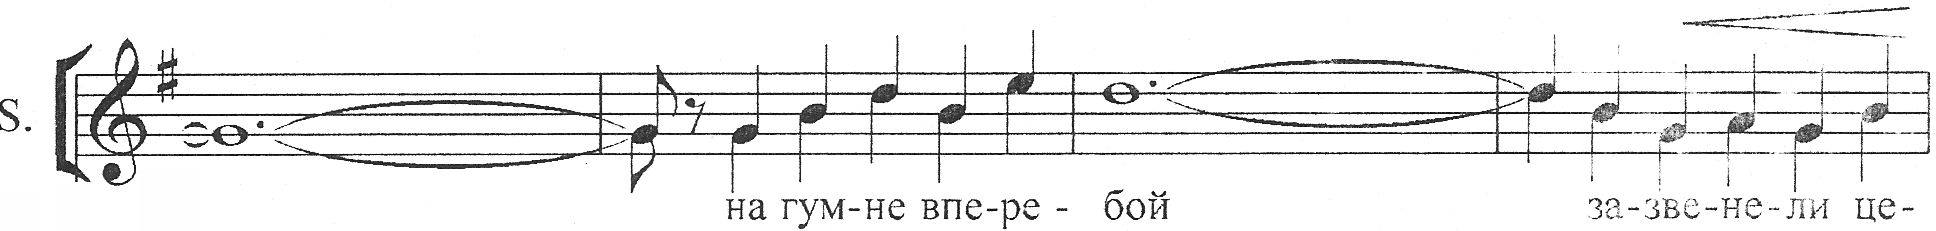 S.
на гум-не впе-ре - бой за-зве-не-ли це-